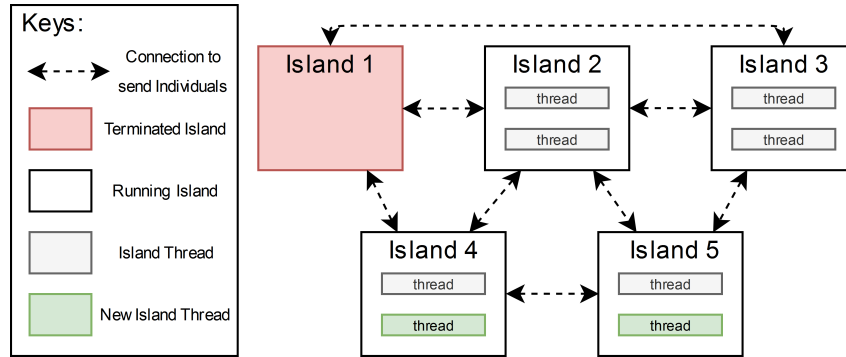 Keys:
Connection to
send Individuals
Terminated Island
Running Island
Island Thread
New Island Thread
Island 1
Island 2
thread
thread
Island 3
thread
thread
Island 4
thread
thread
Island 5
thread
thread